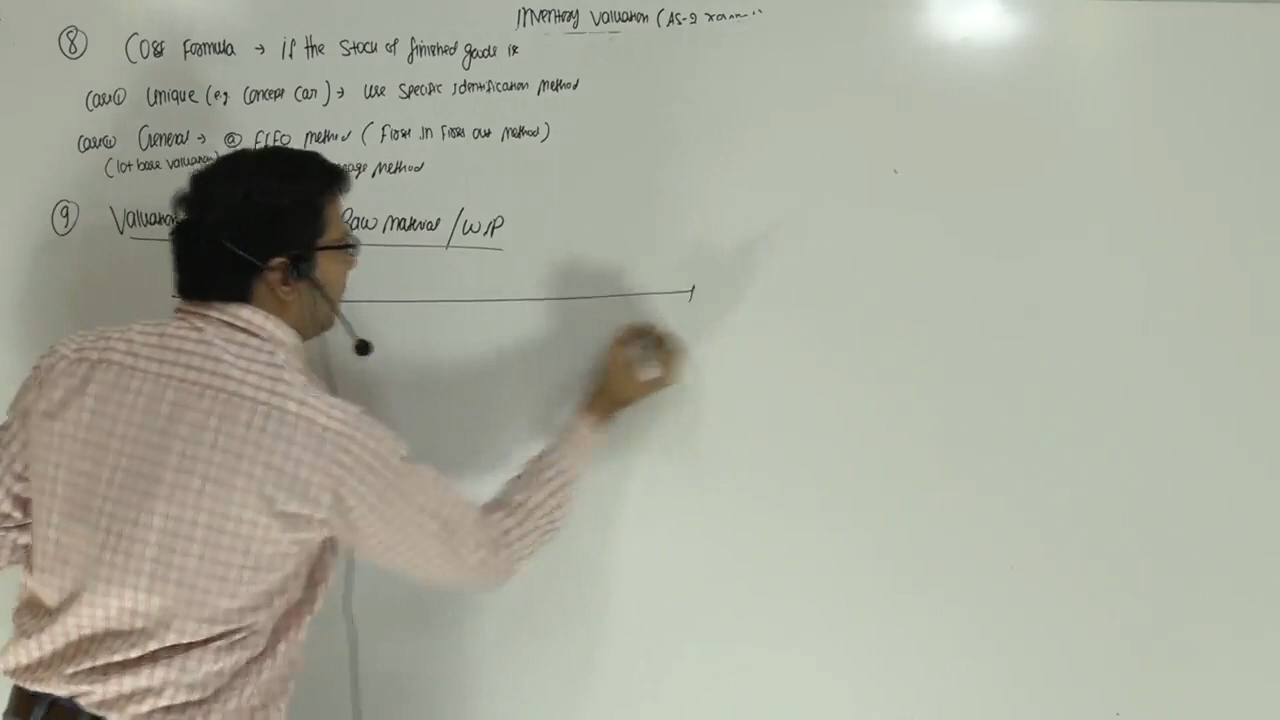 Inventory Valuation (AS-2
⑧ Cost Formula → if the stock of finished goods is
Case① Unique (e.g. Concept Car) → use specific identification method
Case② General → ⓐ FIFO method (First in First out method)
(lot base valuation) method
⑨ Valuation Raw Material / WIP